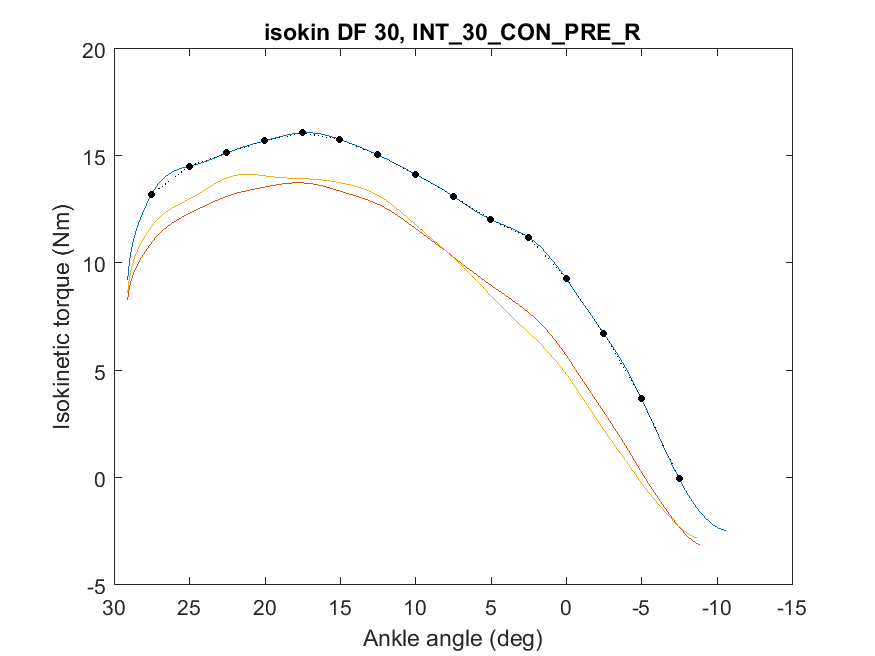 isokin DF 30, INT_30_CON_PRE_R
20
15
10
5
0
-5
Isokinetic torque (Nm)
30 25 20 15 10 5 0 -5 -10 -15
Ankle angle (deg)